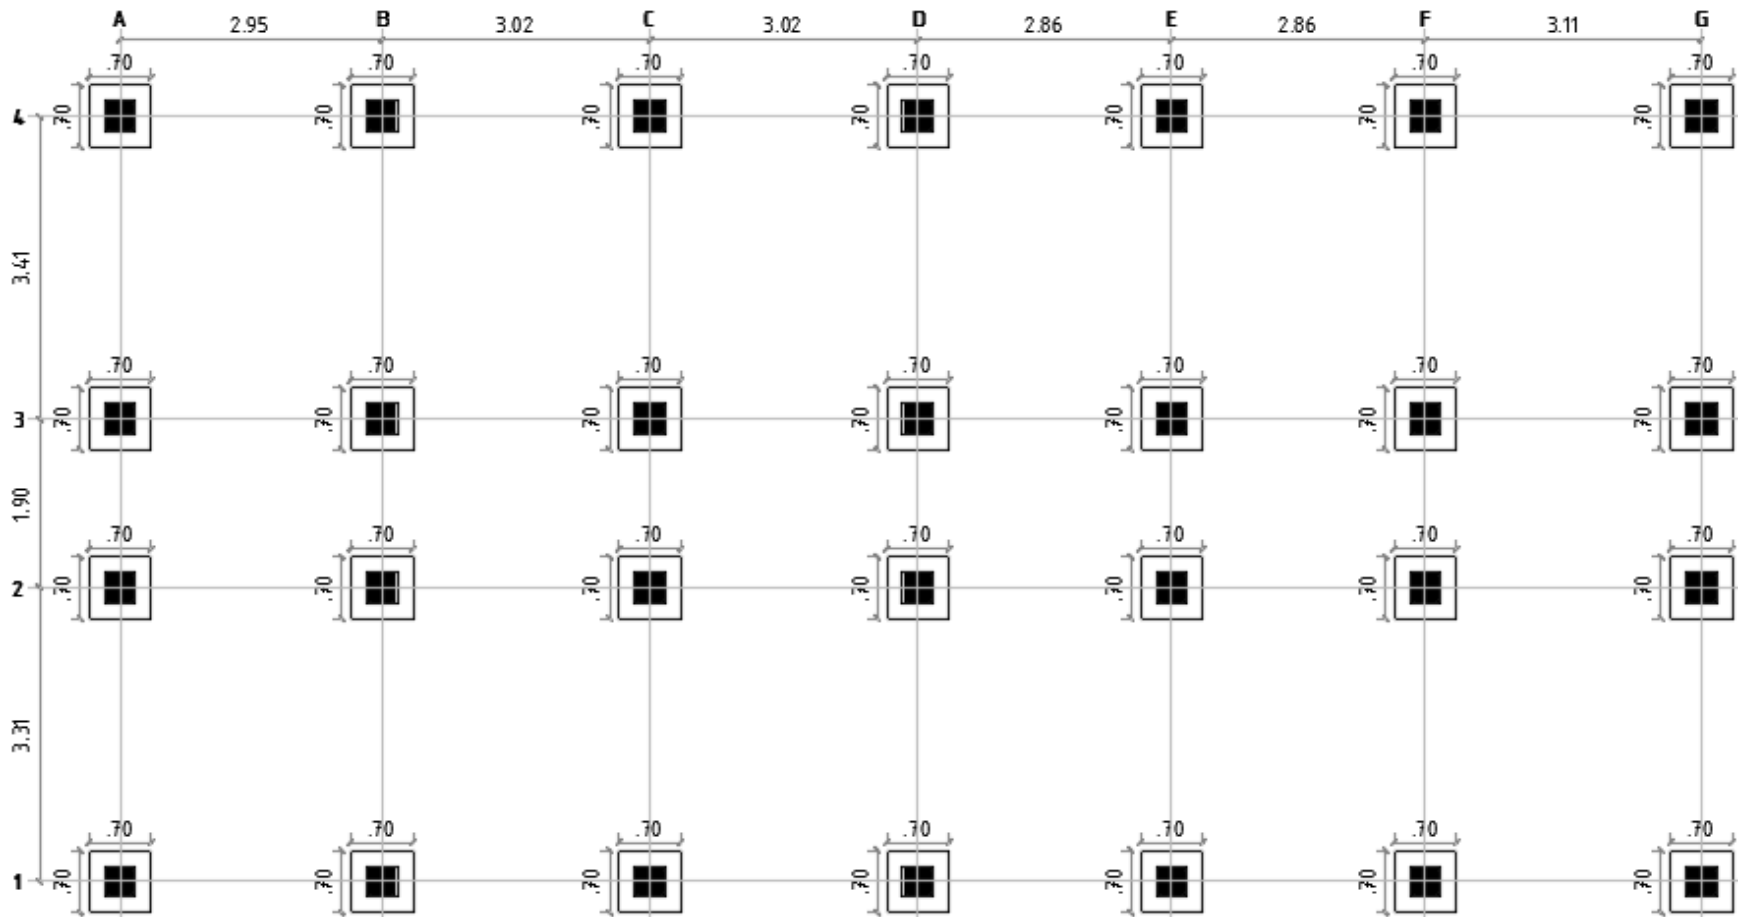 A B C D E F G
2.95 3.02 3.02 2.86 2.86 3.11
.70 .70 .70 .70 .70 .70 .70
4 .70 .70 .70 .70 .70 .70 .70
3.41
.70 .70 .70 .70 .70 .70 .70
3 .70 .70 .70 .70 .70 .70 .70
1.90
.70 .70 .70 .70 .70 .70 .70
2 .70 .70 .70 .70 .70 .70 .70
3.31
.70 .70 .70 .70 .70 .70 .70
1 .70 .70 .70 .70 .70 .70 .70